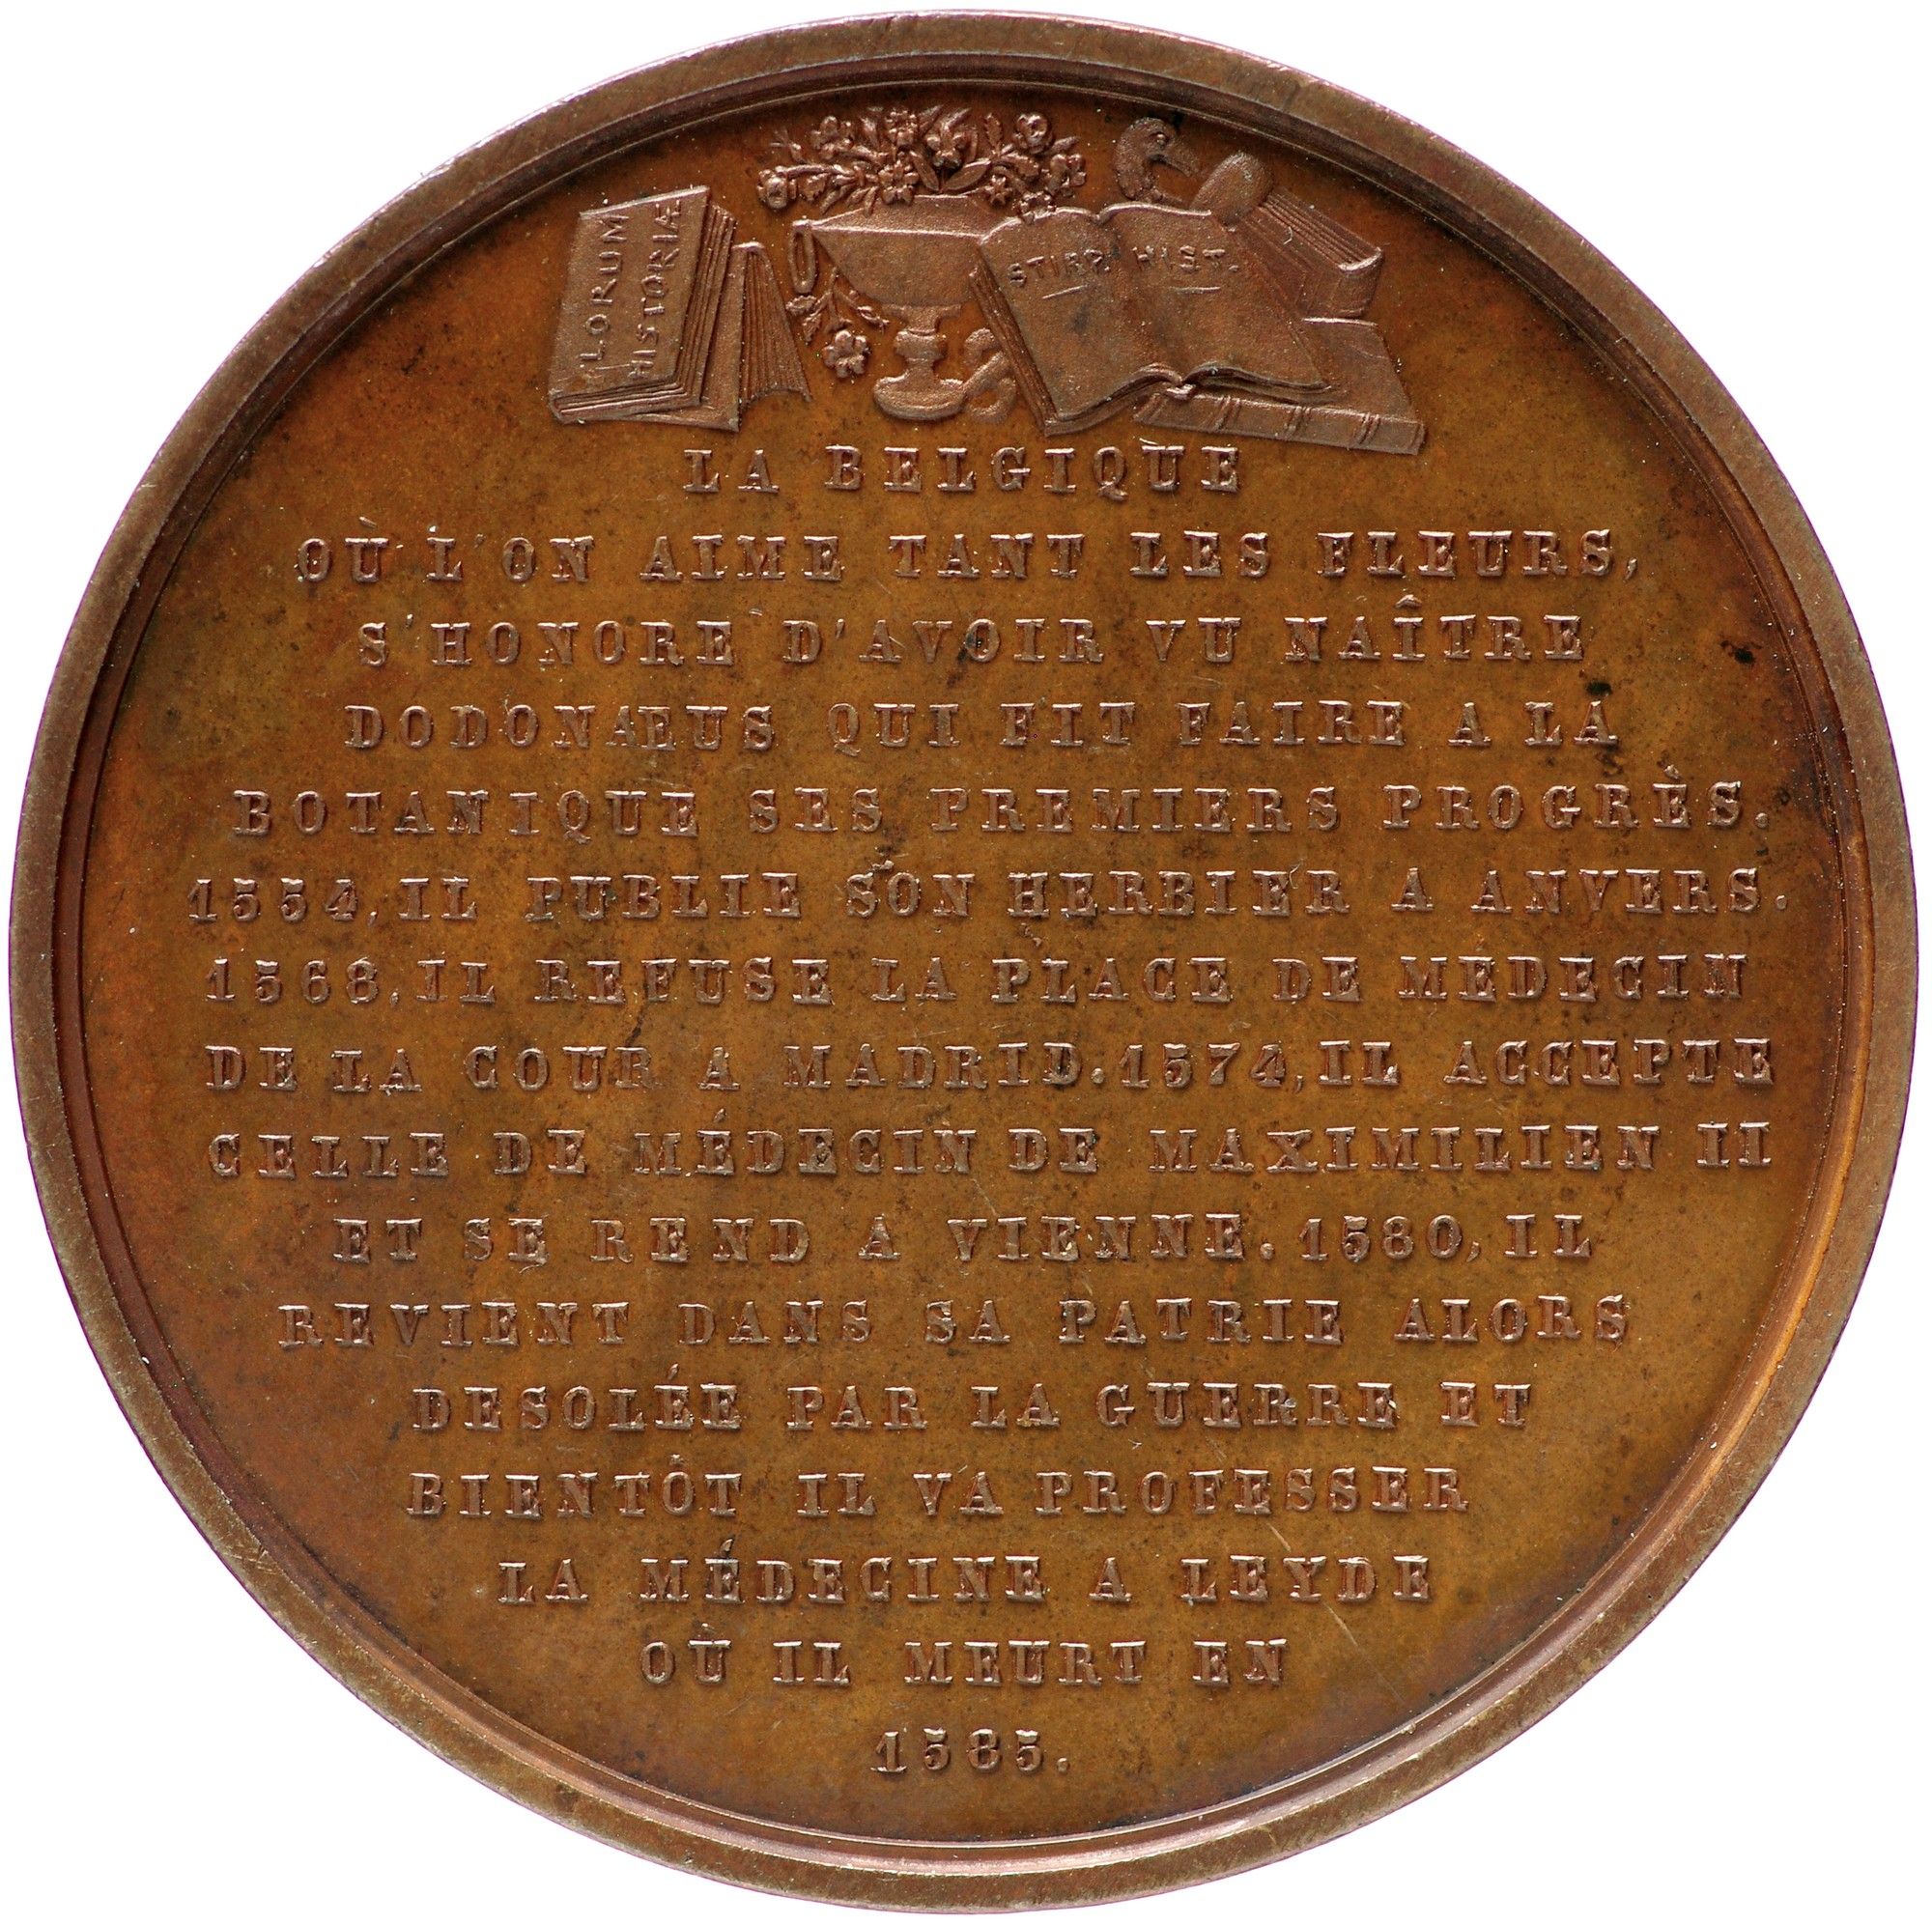 FLORUM
HISTORIÆ
STIRP. HIST.
LA BELGIQUE
OÙ L'ON AIME TANT LES FLEURS,
S'HONORE D'AVOIR VU NAÎTRE
DODONAEUS QUI FIT FAIRE A LA
BOTANIQUE SES PREMIERS PROGRÈS.
1554, IL PUBLIE SON HERBIER A ANVERS.
1568, IL REFUSE LA PLACE DE MEDECIN
DE LA COUR A MADRID. 1574, IL ACCEPTE
CELLE DE MÉDECIN DE MAXIMILIEN II
ET SE REND A VIENNE. 1580, IL
REVIENT DANS SA PATRIE ALORS
DESOLÉE PAR LA GUERRE ET
BIENTÔT IL VA PROFESSER
LA MÉDECINE A LEYDE
OÙ IL MEURT EN
1585.